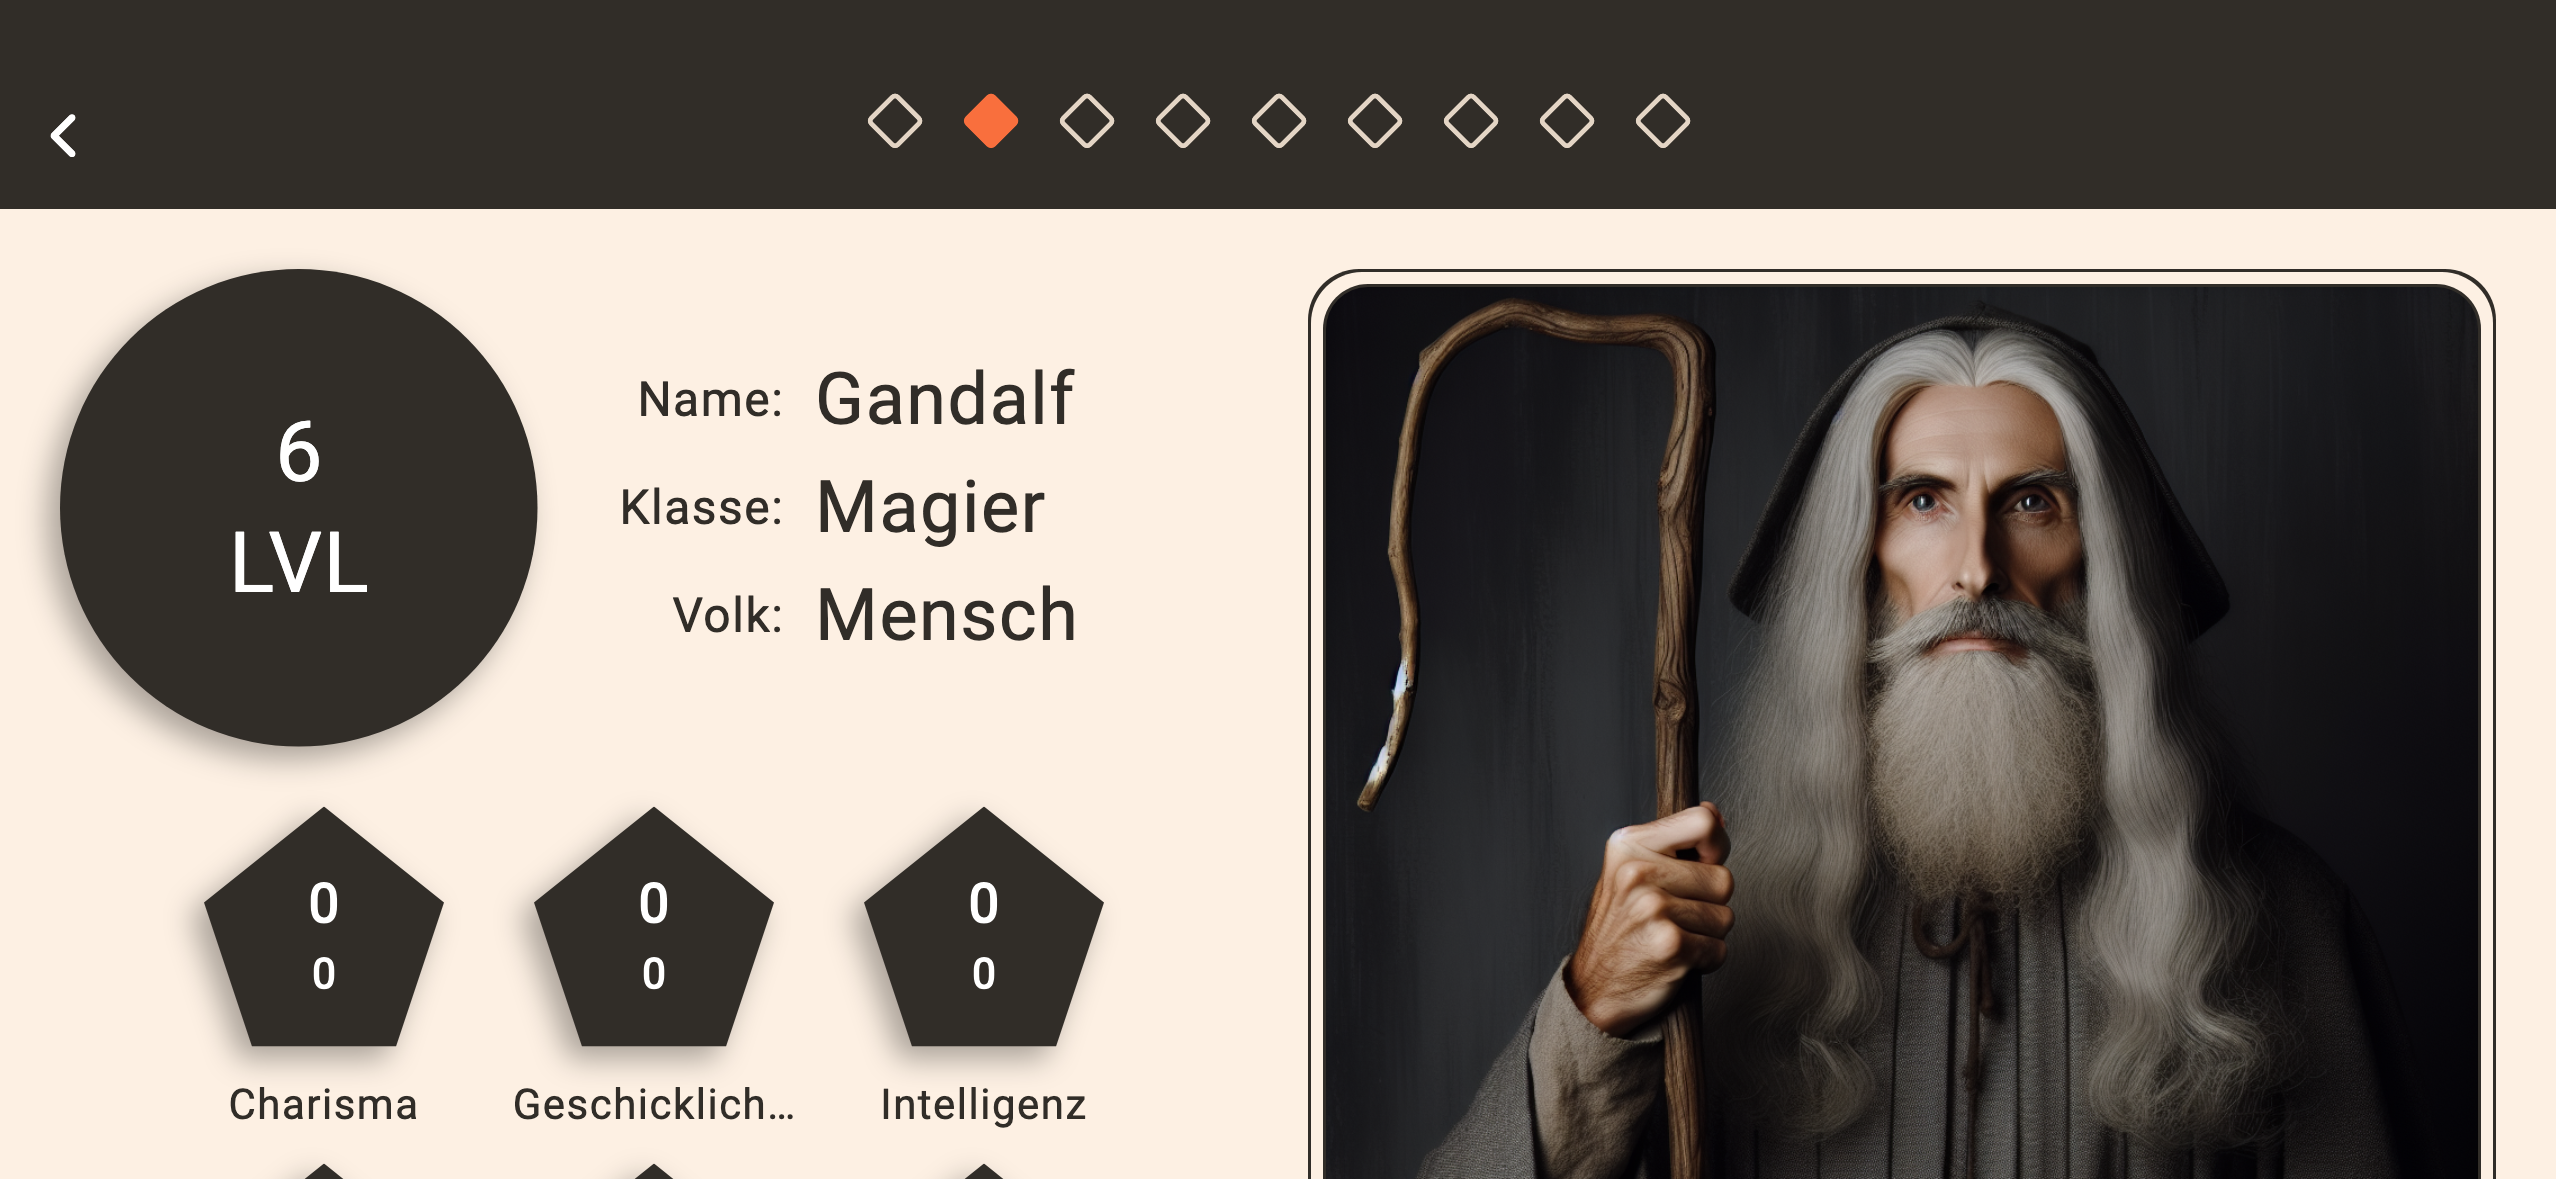 6
LVL
Name: Gandalf
Klasse: Magier
Volk: Mensch
0 0 0
0 0 0
Charisma Geschicklich... Intelligenz